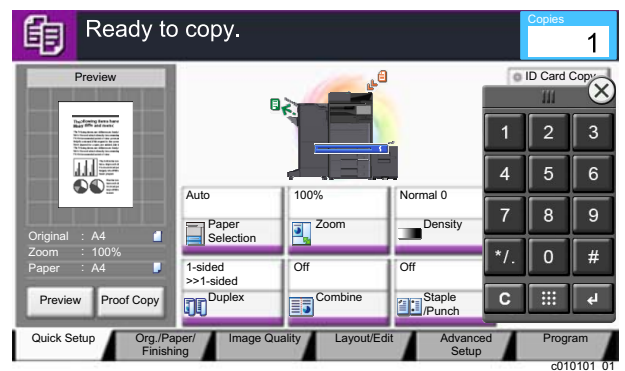 Ready to copy.
Copies
1
Preview
ID Card Copy
Original : A4
Zoom : 100%
Paper : A4
Preview
Proof Copy
Auto
Paper
Selection
100%
Zoom
Normal 0
Density
1-sided
>>1-sided
Duplex
Off
Combine
Off
Staple
/Punch
1 2 3
4 5 6
7 8 9
*/. 0 #
C
Quick Setup
Org./Paper/
Finishing
Image Quality
Layout/Edit
Advanced
Setup
Program
c010101_01